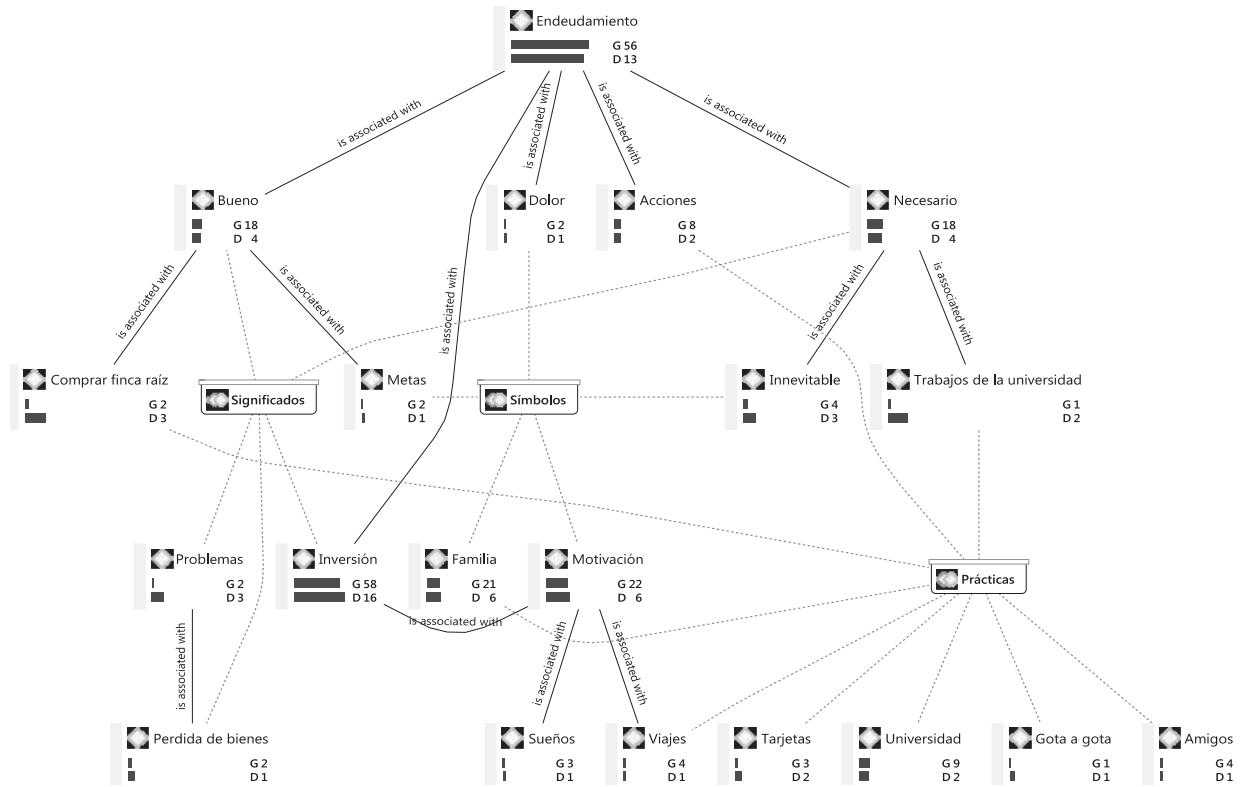 Endeudamiento
G 56
D 13
is associated with
is associated with
is associated with
is associated with
is associated with
Bueno
G 18
D 4
Dolor
G 2
D 1
Acciones
G 8
D 2
Necesario
G 18
D 4
is associated with
is associated with
is associated with
is associated with
Comprar finca raíz
G 2
D 3
Significados
Metas
G 2
D 1
Símbolos
Innevitable
G 4
D 3
Trabajos de la universidad
G 1
D 2
Problemas
G 2
D 3
Inversión
G 58
D 16
Familia
G 21
D 6
Motivación
G 22
D 6
Prácticas
is associated with
is associated with
is associated with
is associated with
Perdida de bienes
G 2
D 1
Sueños
G 3
D 1
Viajes
G 4
D 1
Tarjetas
G 3
D 2
Universidad
G 9
D 2
Gota a gota
G 1
D 1
Amigos
G 4
D 1